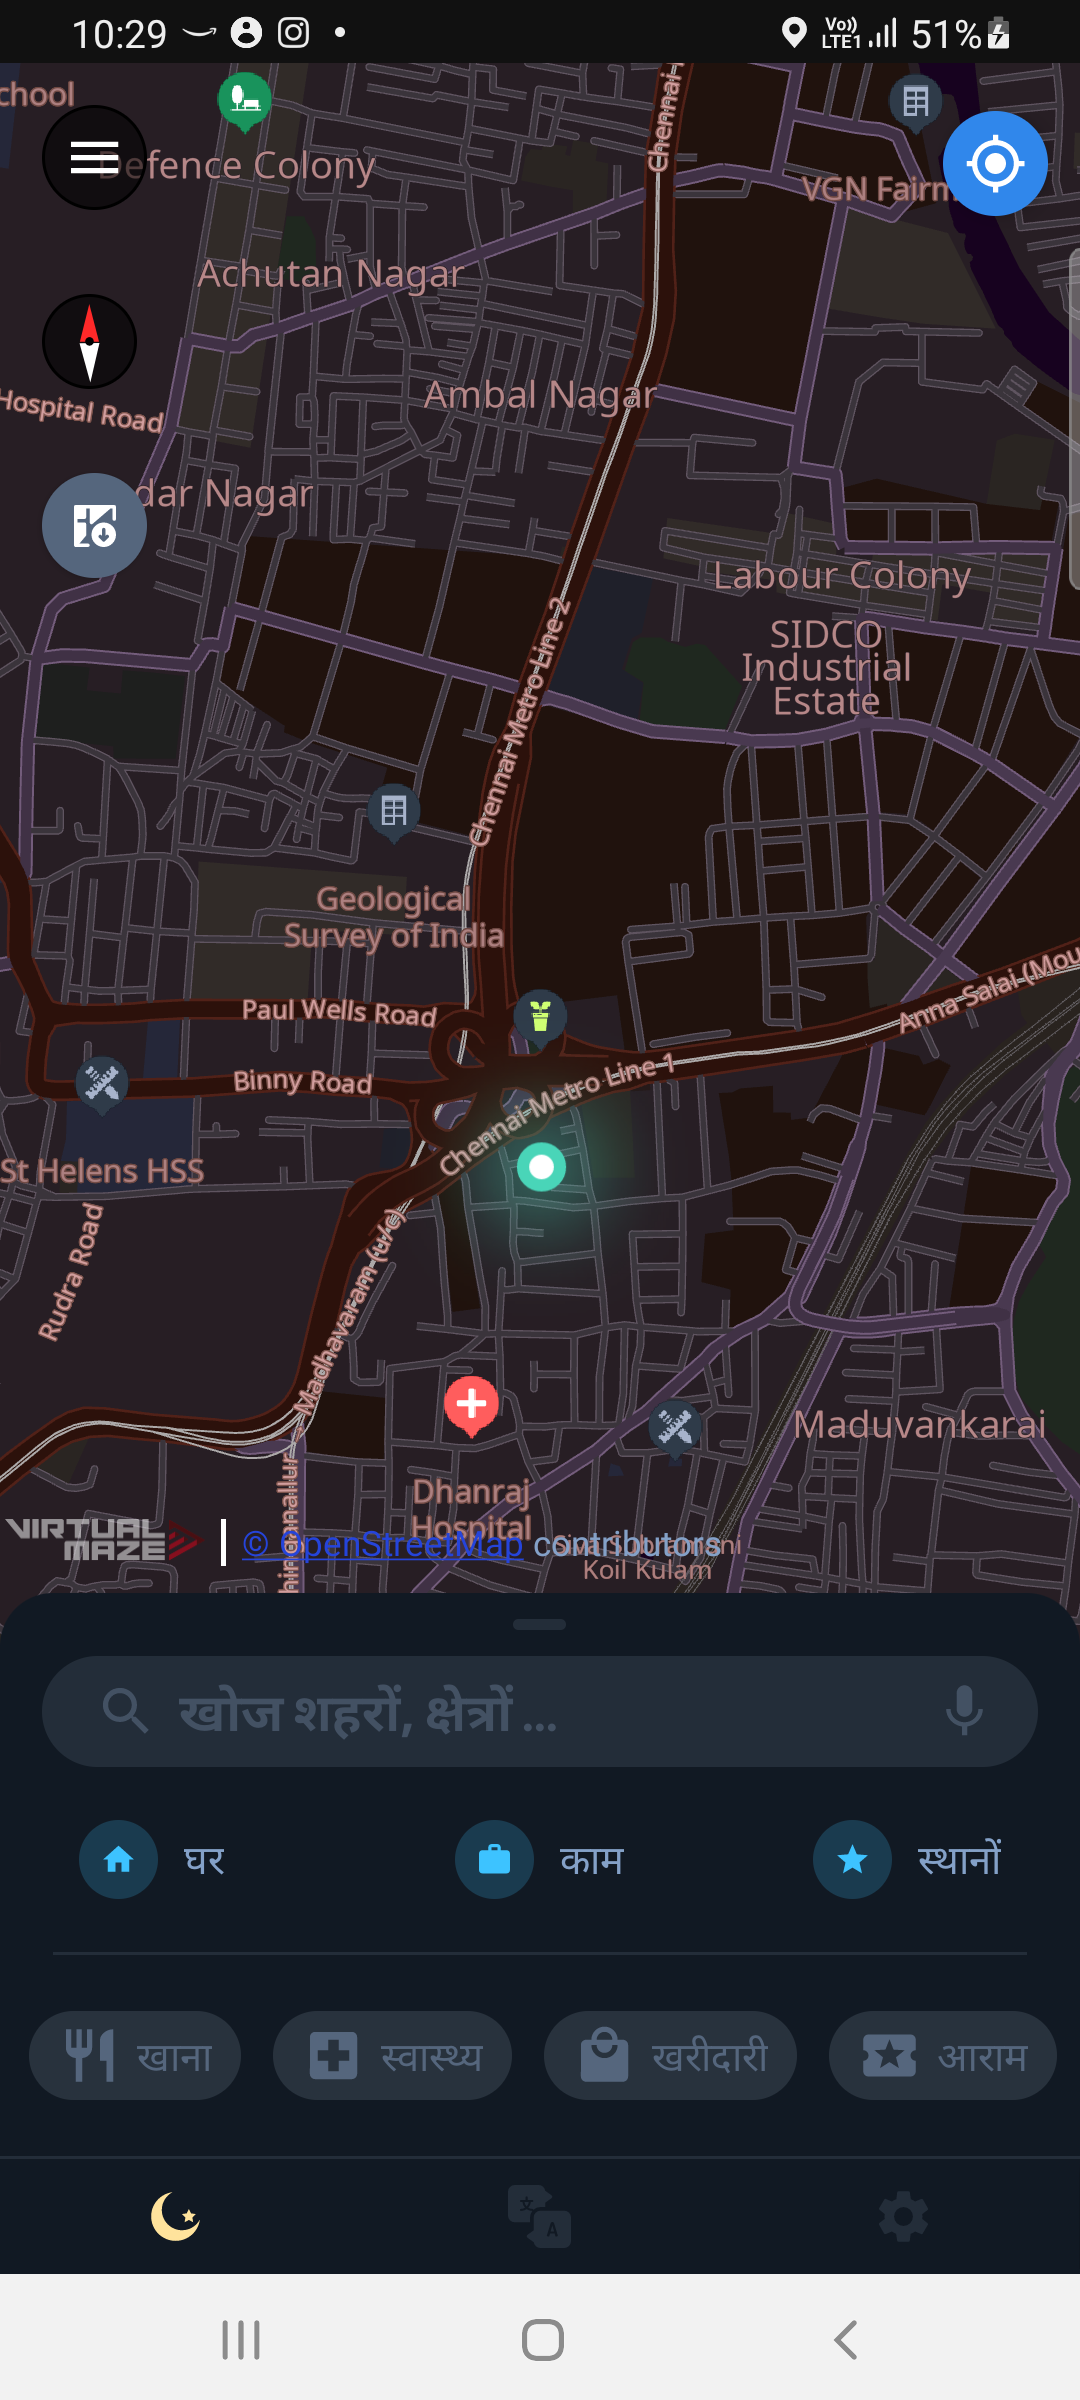 10:29
Vo))
LTE1
51%
chool
Defence Colony
Chennai
VGN Fairm
Achutan Nagar
Ambal Nagar
Hospital Road
dar Nagar
Labour Colony
SIDCO
Industrial
Estate
Chennai Metro Line 2
Geological
Survey of India
Paul Wells Road
Anna Salai (Mou
Binny Road
Chennai Metro Line 1
St Helens HSS
Rudra Road
Madhavaram (u/c)
Maduvankarai
Dhanraj
Hospital
VIRTUAL
MAZE
© OpenStreetMap contributors
Koil Kulam
खोज शहरों, क्षेत्रों ...
घर
काम
स्थानों
खाना
स्वास्थ्य
खरीदारी
आराम
文
A